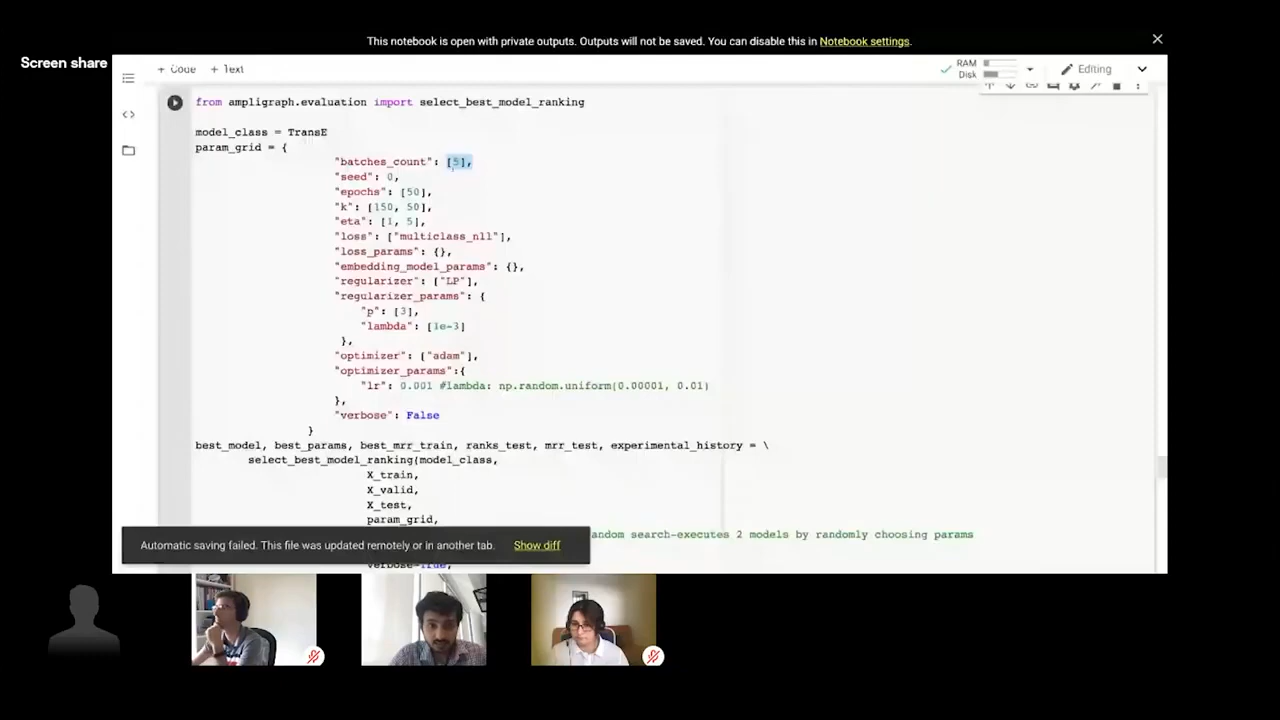 This notebook is open with private outputs. Outputs will not be saved. You can disable this in Notebook settings.
Screen share
+ Code + Text
RAM
Disk
Editing
from ampligraph.evaluation import select_best_model_ranking
model_class = TransE
param_grid = {
"batches_count": [5],
"seed": 0,
"epochs": [50],
"k": [150, 50],
"eta": [1, 5],
"loss": ["multiclass_nll"],
"loss_params": {},
"embedding_model_params": {},
"regularizer": ["LP"],
"regularizer_params": {
"p": [3],
"lambda": [1e-3]
},
"optimizer": ["adam"],
"optimizer_params":{
"lr": 0.001 #lambda: np.random.uniform(0.00001, 0.01)
},
"verbose": False
}
best_model, best_params, best_mrr_train, ranks_test, mrr_test, experimental_history = \
select_best_model_ranking(model_class,
X_train,
X_valid,
X_test,
param_grid,
andom search-executes 2 models by randomly choosing params
Automatic saving failed. This file was updated remotely or in another tab. Show diff
verbose=True,